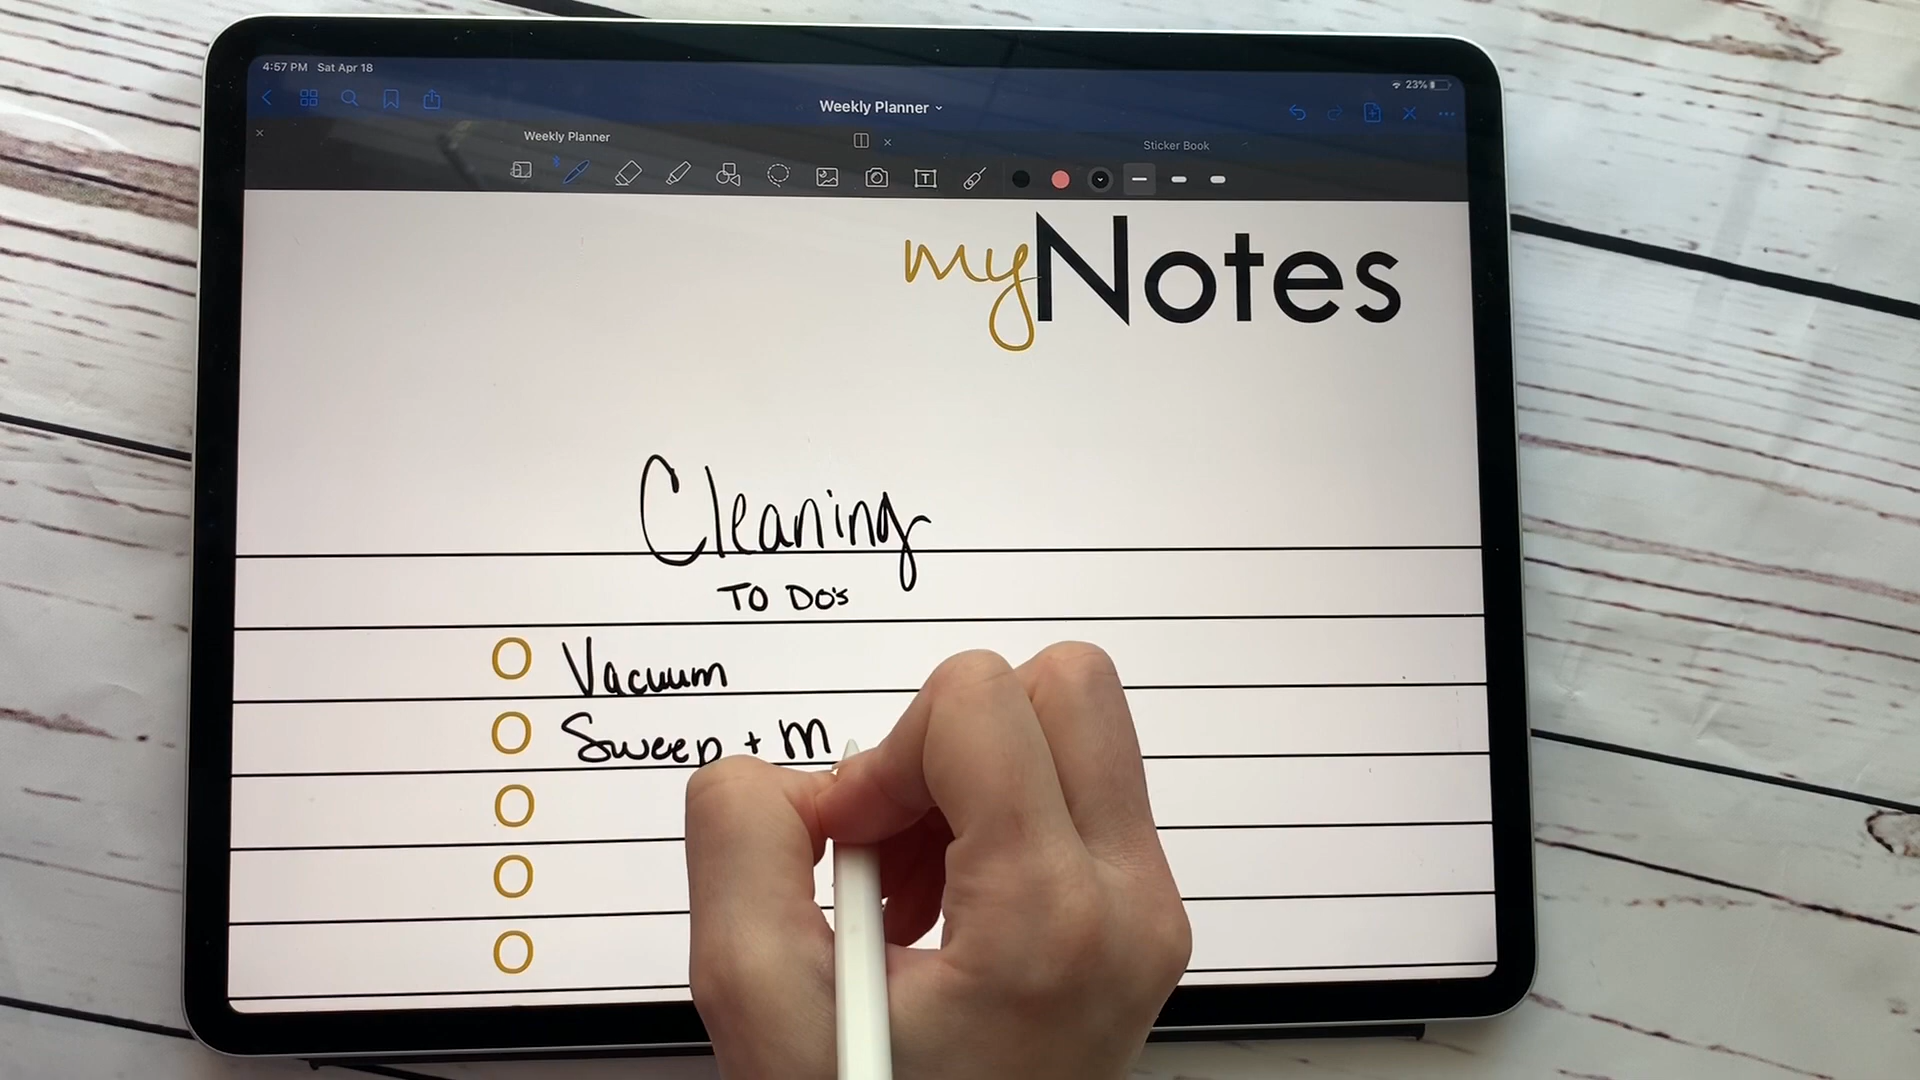 4:57 PM Sat Apr 18
23%
Weekly Planner
Weekly Planner
Sticker Book
T
myNotes
Cleaning
TO DO's
Vacuum
Sweep + M